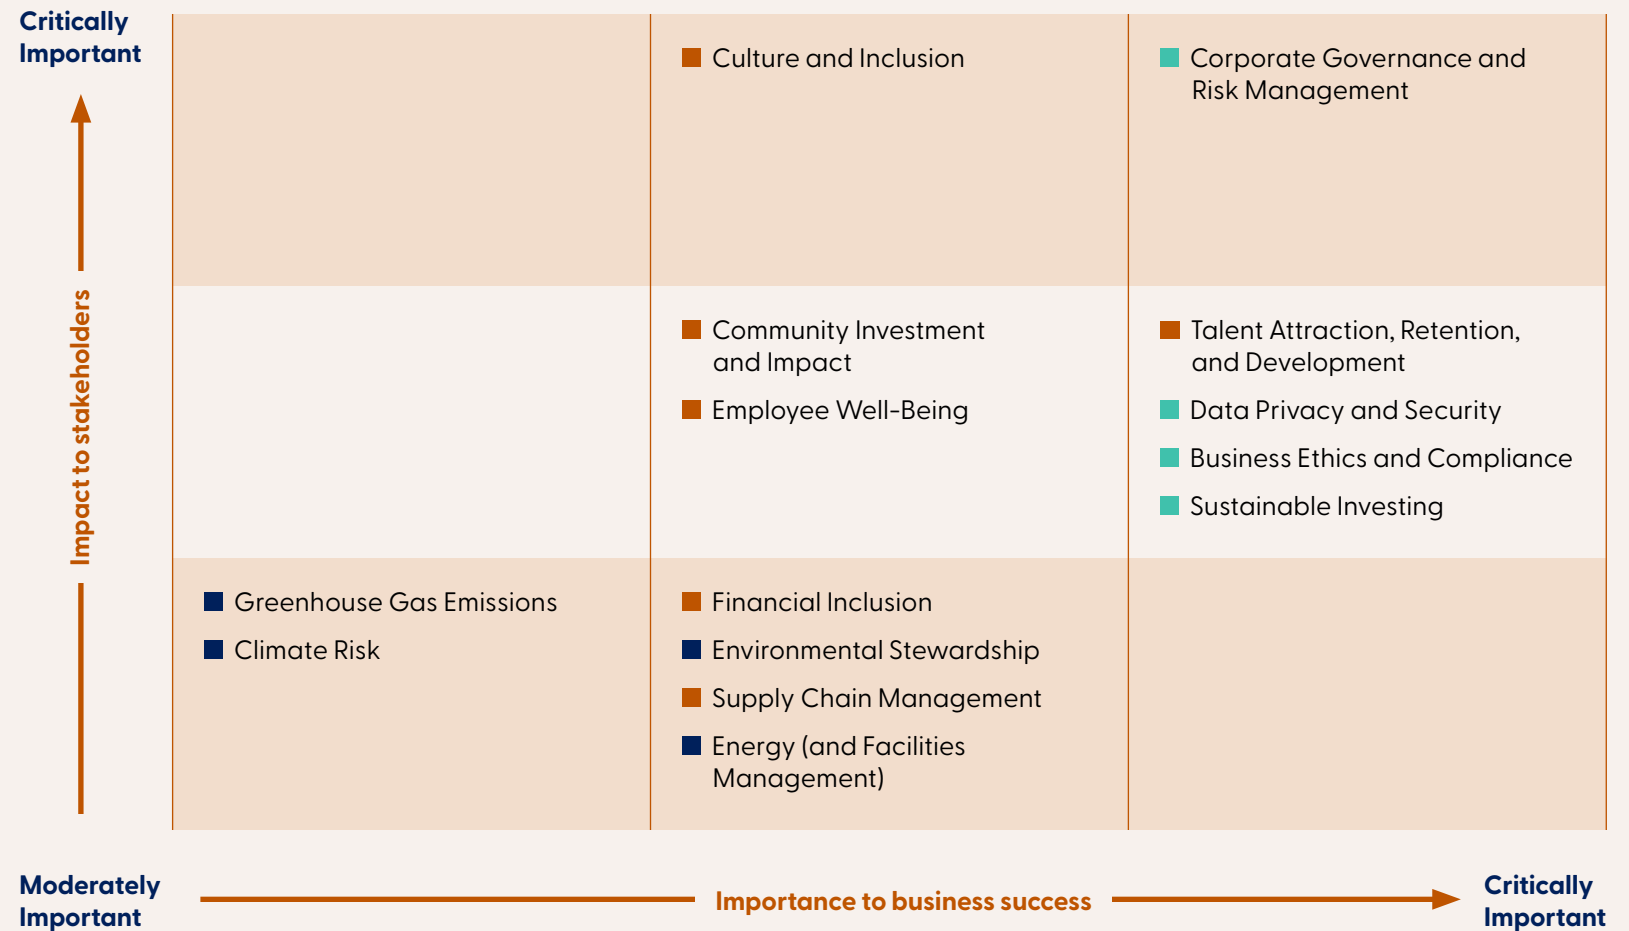 Critically
Important
Impact to stakeholders
Culture and Inclusion
Corporate Governance and
Risk Management
Community Investment
and Impact
Employee Well-Being
Talent Attraction, Retention,
and Development
Data Privacy and Security
Business Ethics and Compliance
Sustainable Investing
Greenhouse Gas Emissions
Climate Risk
Financial Inclusion
Environmental Stewardship
Supply Chain Management
Energy (and Facilities
Management)
Moderately
Important
Importance to business success
Critically
Important